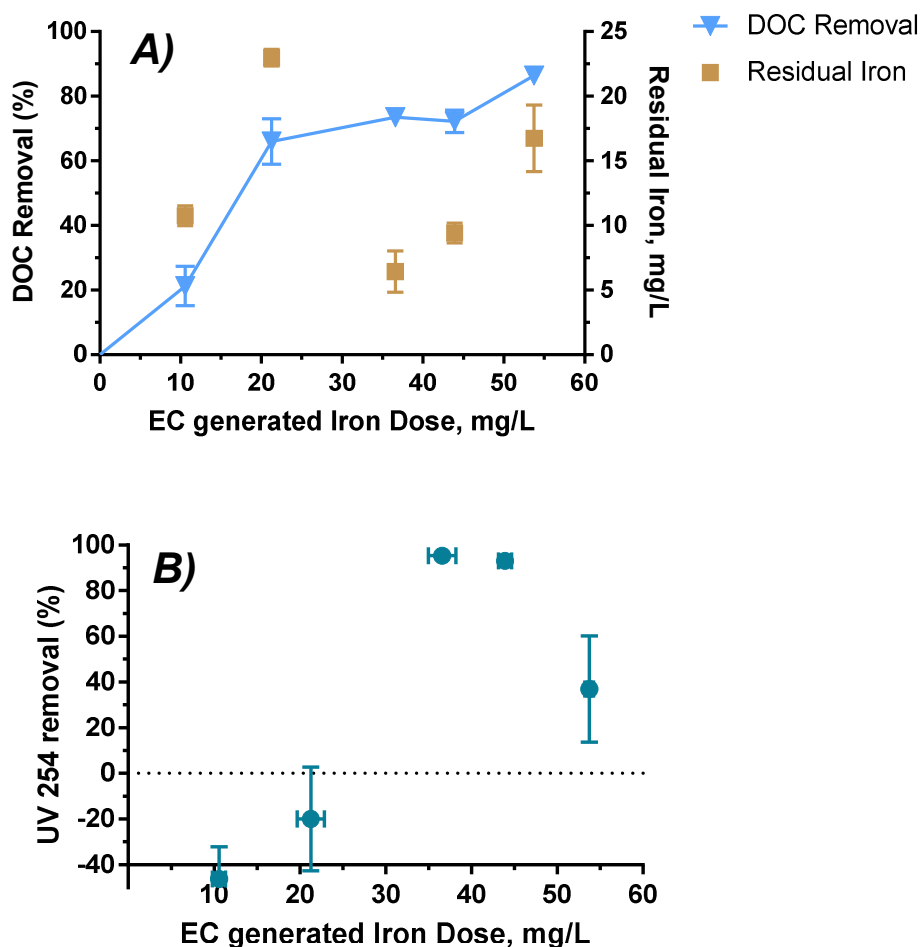 DOC Removal
Residual Iron
A)
100
80
60
40
20
0
DOC Removal (%)
25
20
15
10
5
0
Residual Iron, mg/L
0 10 20 30 40 50 60
EC generated Iron Dose, mg/L
B)
100
80
60
40
20
0
-20
-40
UV 254 removal (%)
10 20 30 40 50 60
EC generated Iron Dose, mg/L